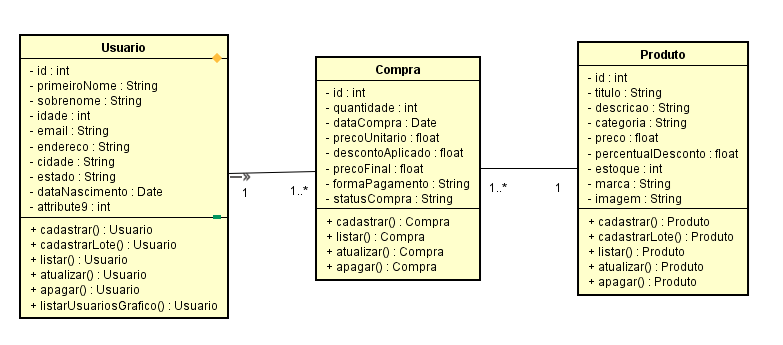 Usuario
- id : int
- primeiroNome : String
- sobrenome : String
- idade : int
- email : String
- endereco : String
- cidade : String
- estado : String
- dataNascimento : Date
- attribute9 : int
+ cadastrar() : Usuario
+ cadastrarLote() : Usuario
+ listar() : Usuario
+ atualizar() : Usuario
+ apagar() : Usuario
+ listarUsuariosGrafico() : Usuario
1
1..*
Compra
- id : int
- quantidade : int
- dataCompra : Date
- precoUnitario : float
- descontoAplicado : float
- precoFinal : float
- formaPagamento : String
- statusCompra : String
+ cadastrar() : Compra
+ listar() : Compra
+ atualizar() : Compra
+ apagar() : Compra
1..*
1
Produto
- id : int
- titulo : String
- descricao : String
- categoria : String
- preco : float
- percentualDesconto : float
- estoque : int
- marca : String
- imagem : String
+ cadastrar() : Produto
+ cadastrarLote() : Produto
+ listar() : Produto
+ atualizar() : Produto
+ apagar() : Produto